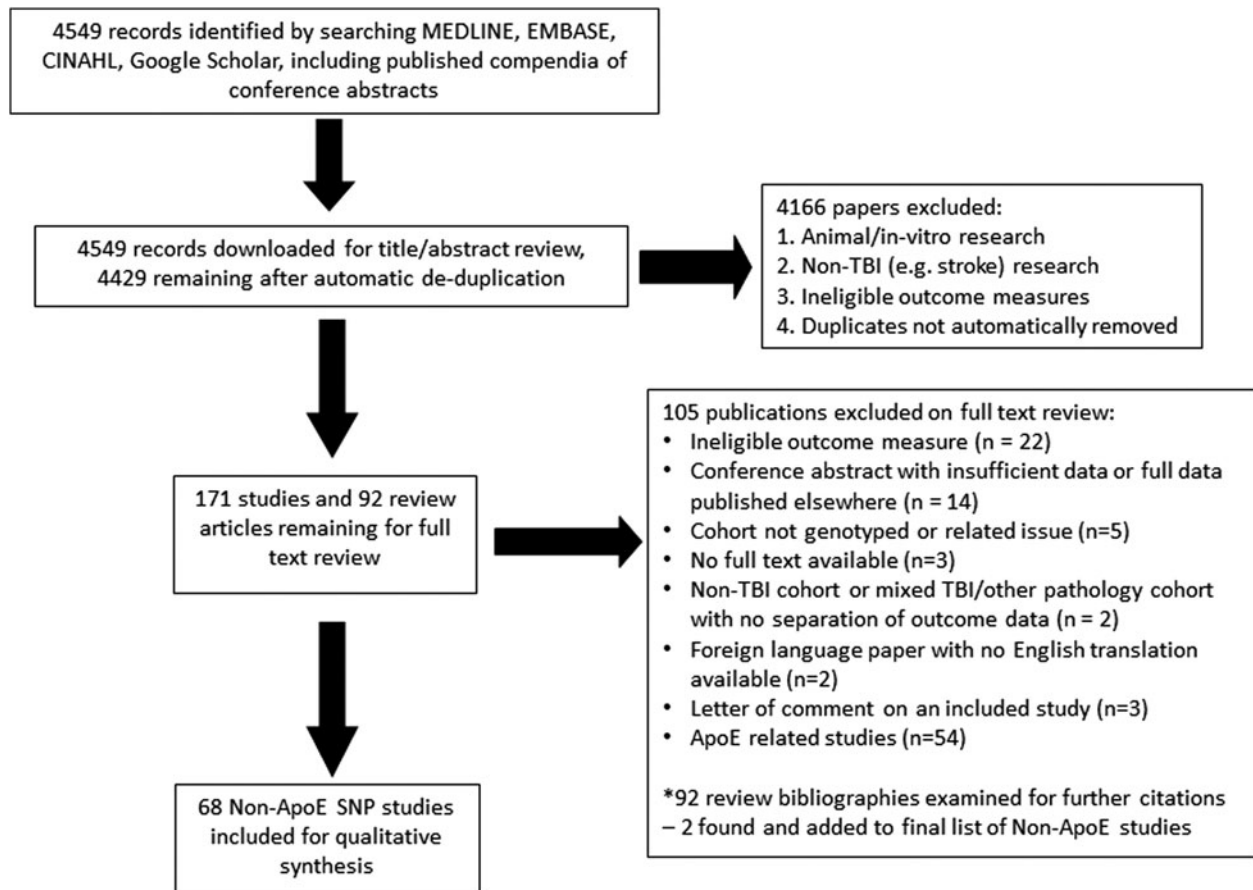 4549 records identified by searching MEDLINE, EMBASE,
CINAHL, Google Scholar, including published compendia of
conference abstracts
4549 records downloaded for title/abstract review,
4429 remaining after automatic de-duplication
4166 papers excluded:
1. Animal/in-vitro research
2. Non-TBI (e.g. stroke) research
3. Ineligible outcome measures
4. Duplicates not automatically removed
171 studies and 92 review
articles remaining for full
text review
105 publications excluded on full text review:
• Ineligible outcome measure (n = 22)
• Conference abstract with insufficient data or full data
published elsewhere (n = 14)
• Cohort not genotyped or related issue (n=5)
• No full text available (n=3)
• Non-TBI cohort or mixed TBI/other pathology cohort
with no separation of outcome data (n = 2)
• Foreign language paper with no English translation
available (n=2)
• Letter of comment on an included study (n=3)
• ApoE related studies (n=54)
*92 review bibliographies examined for further citations
– 2 found and added to final list of Non-ApoE studies
68 Non-ApoE SNP studies
included for qualitative
synthesis